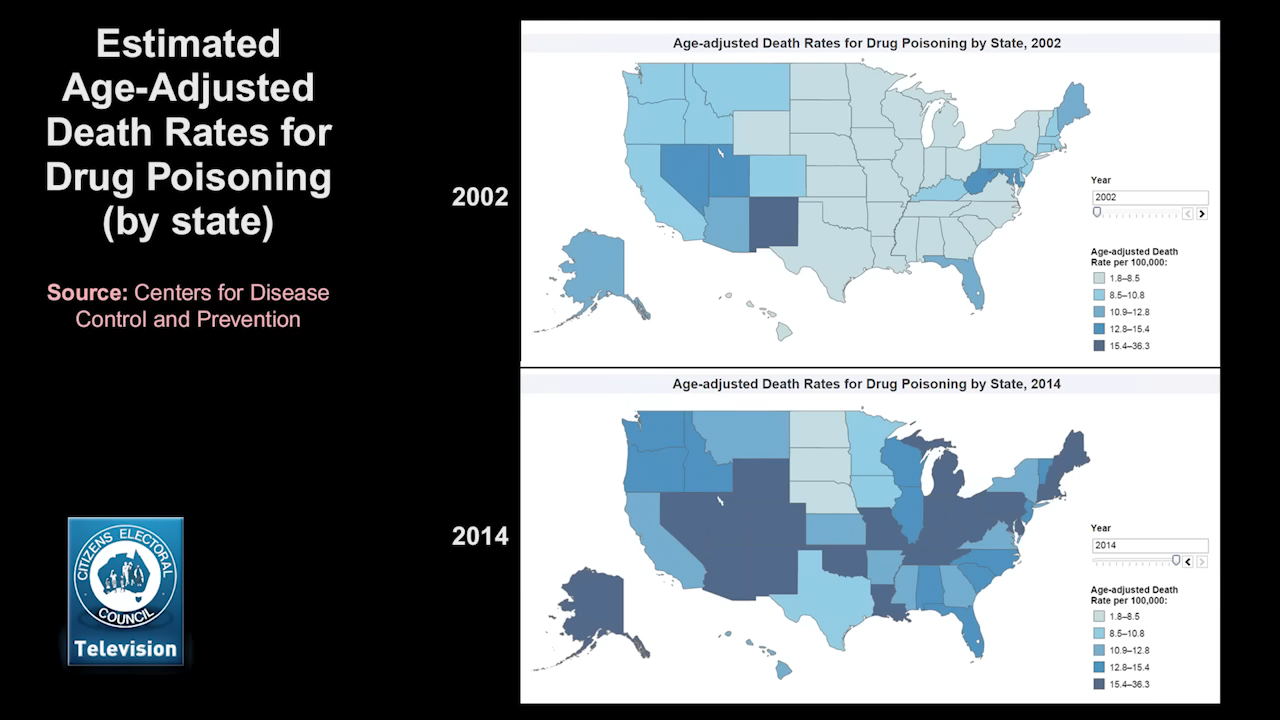 Estimated
Age-Adjusted
Death Rates for
Drug Poisoning
(by state)
Source: Centers for Disease
Control and Prevention
CITIZENS ELECTORAL
COUNCIL
Television
2002
Age-adjusted Death Rates for Drug Poisoning by State, 2002
Year
2002
Age-adjusted Death
Rate per 100,000:
1.8–8.5
8.5–10.8
10.9–12.8
12.8–15.4
15.4–36.3
2014
Age-adjusted Death Rates for Drug Poisoning by State, 2014
Year
2014
Age-adjusted Death
Rate per 100,000:
1.8–8.5
8.5–10.8
10.9–12.8
12.8–15.4
15.4–36.3